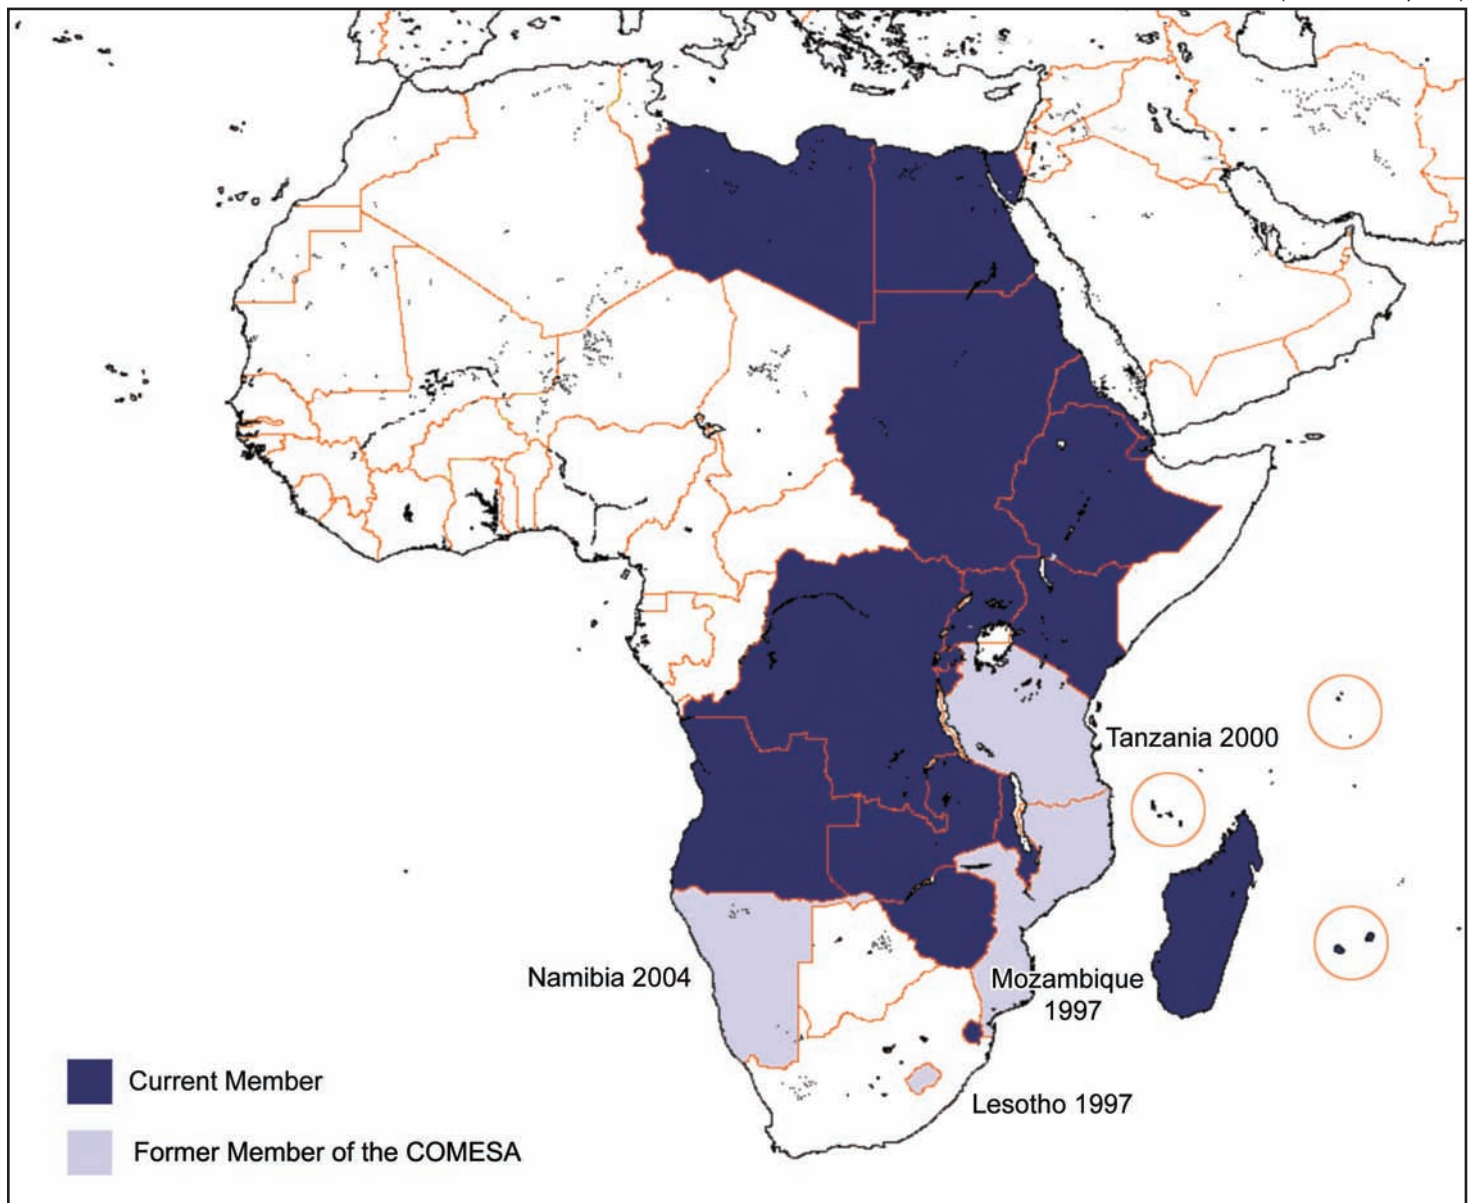 Tanzania 2000
Namibia 2004
Mozambique
1997
Current Member
Lesotho 1997
Former Member of the COMESA